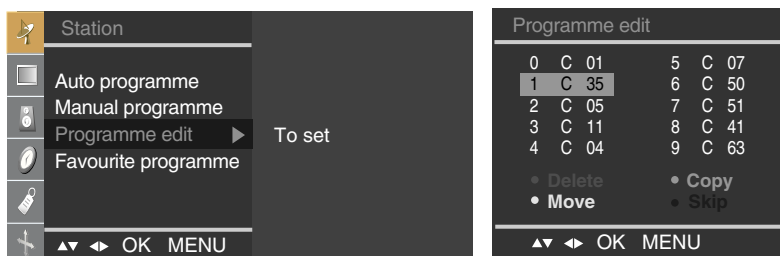 Station
Auto programme
Manual programme
Programme edit ▶ To set
Favourite programme
▲▼ ◀▶ OK MENU
Programme edit
0 C 01 5 C 07
1 C 35 6 C 50
2 C 05 7 C 51
3 C 11 8 C 41
4 C 04 9 C 63
• Delete • Copy
• Move • Skip
▲▼ ◀▶ OK MENU